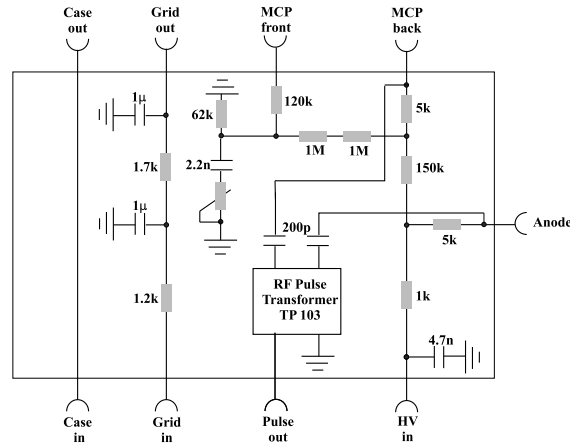 Case
out
Grid
out
MCP
front
MCP
back
1μ
62k
120k
5k
1M
1M
1.7k
2.2n
150k
1μ
200p
5k
Anode
RF Pulse
Transformer
TP 103
1.2k
1k
4.7n
Case
in
Grid
in
Pulse
out
HV
in